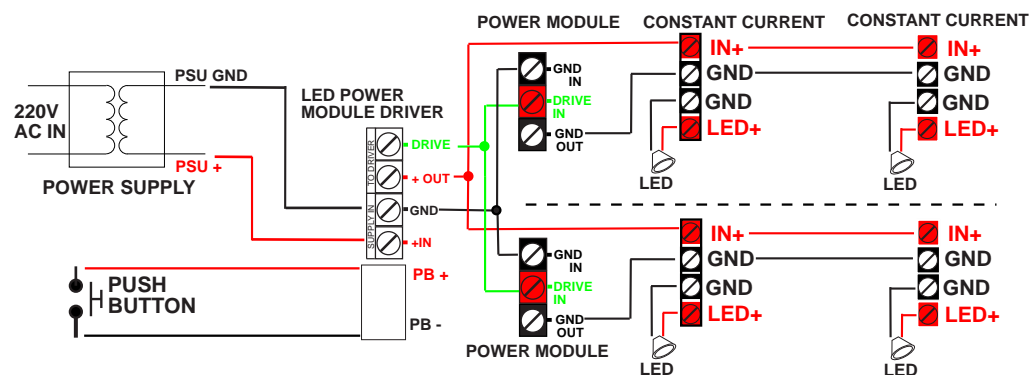 POWER MODULE
CONSTANT CURRENT
CONSTANT CURRENT
220V
AC IN
PSU GND
PSU +
POWER SUPPLY
LED POWER
MODULE DRIVER
TO DRIVER
SUPPLY IN
DRIVE
+ OUT
GND
+IN
PB +
PB -
PUSH
BUTTON
GND
IN
DRIVE
IN
GND
OUT
IN+
GND
GND
LED+
LED
IN+
GND
GND
LED+
LED
GND
IN
DRIVE
IN
GND
OUT
POWER MODULE
IN+
GND
GND
LED+
LED
IN+
GND
GND
LED+
LED